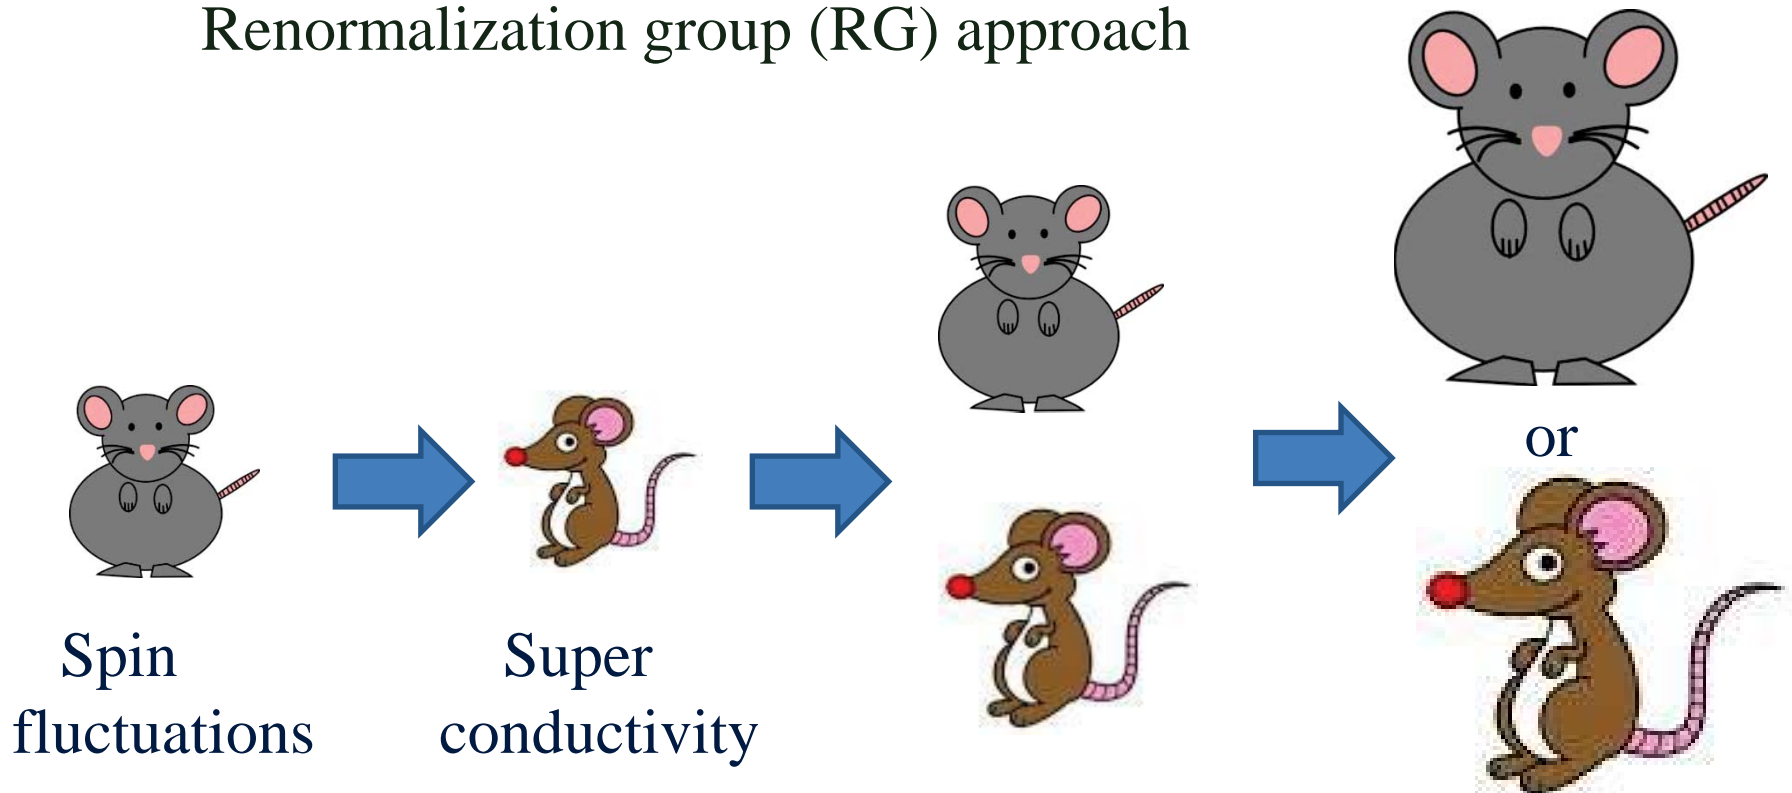 Renormalization group (RG) approach
or
Spin
fluctuations
Super
conductivity